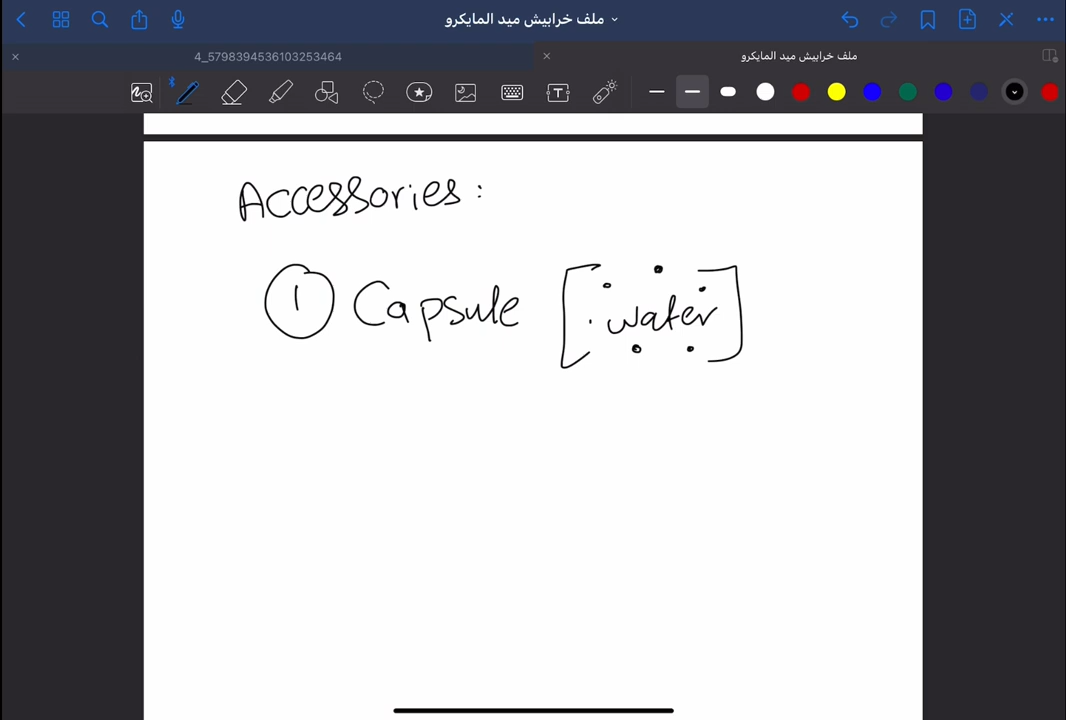 ملف خرابيش ميد المايكرو
4_5798394536103253464
ملف خرابيش ميد المايكرو
T
Accessories:
1 Capsule [water]